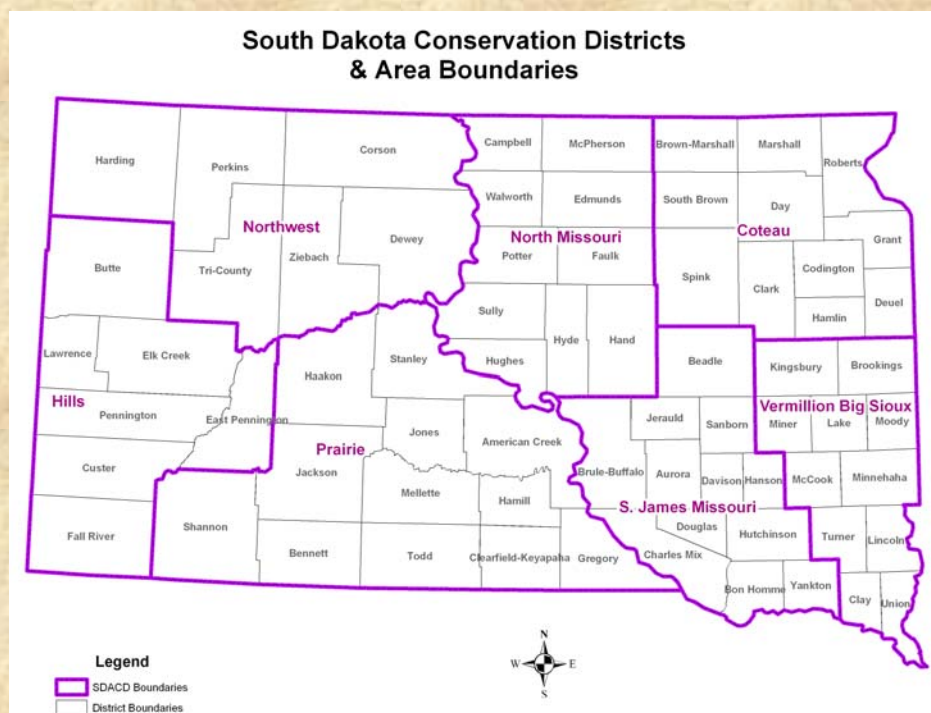 South Dakota Conservation Districts
& Area Boundaries
Harding
Perkins
Corson
Campbell
McPherson
Brown-Marshall
Marshall
Roberts
Walworth
Edmunds
South Brown
Day
Northwest
North Missouri
Coteau
Butte
Tri-County
Ziebach
Dewey
Potter
Faulk
Spink
Clark
Codington
Grant
Deuel
Hamlin
Sully
Hyde
Hand
Lawrence
Elk Creek
Haakon
Stanley
Hughes
Beadle
Kingsbury
Brookings
Hills
Pennington
East Pennington
Prairie
Jones
American Creek
Jerauld
Sanborn
Vermillion Big Sioux
Miner
Lake
Moody
Custer
Jackson
Mellette
Hamill
Brule-Buffalo
Aurora
Davison
Hanson
McCook
Minnehaha
Fall River
Shannon
Bennett
Todd
Clearfield-Keyapaha
Gregory
S. James Missouri
Douglas
Charles Mix
Hutchinson
Turner
Lincoln
Bon Homme
Yankton
Clay
Union
N
W E
S
Legend
SDACD Boundaries
District Boundaries